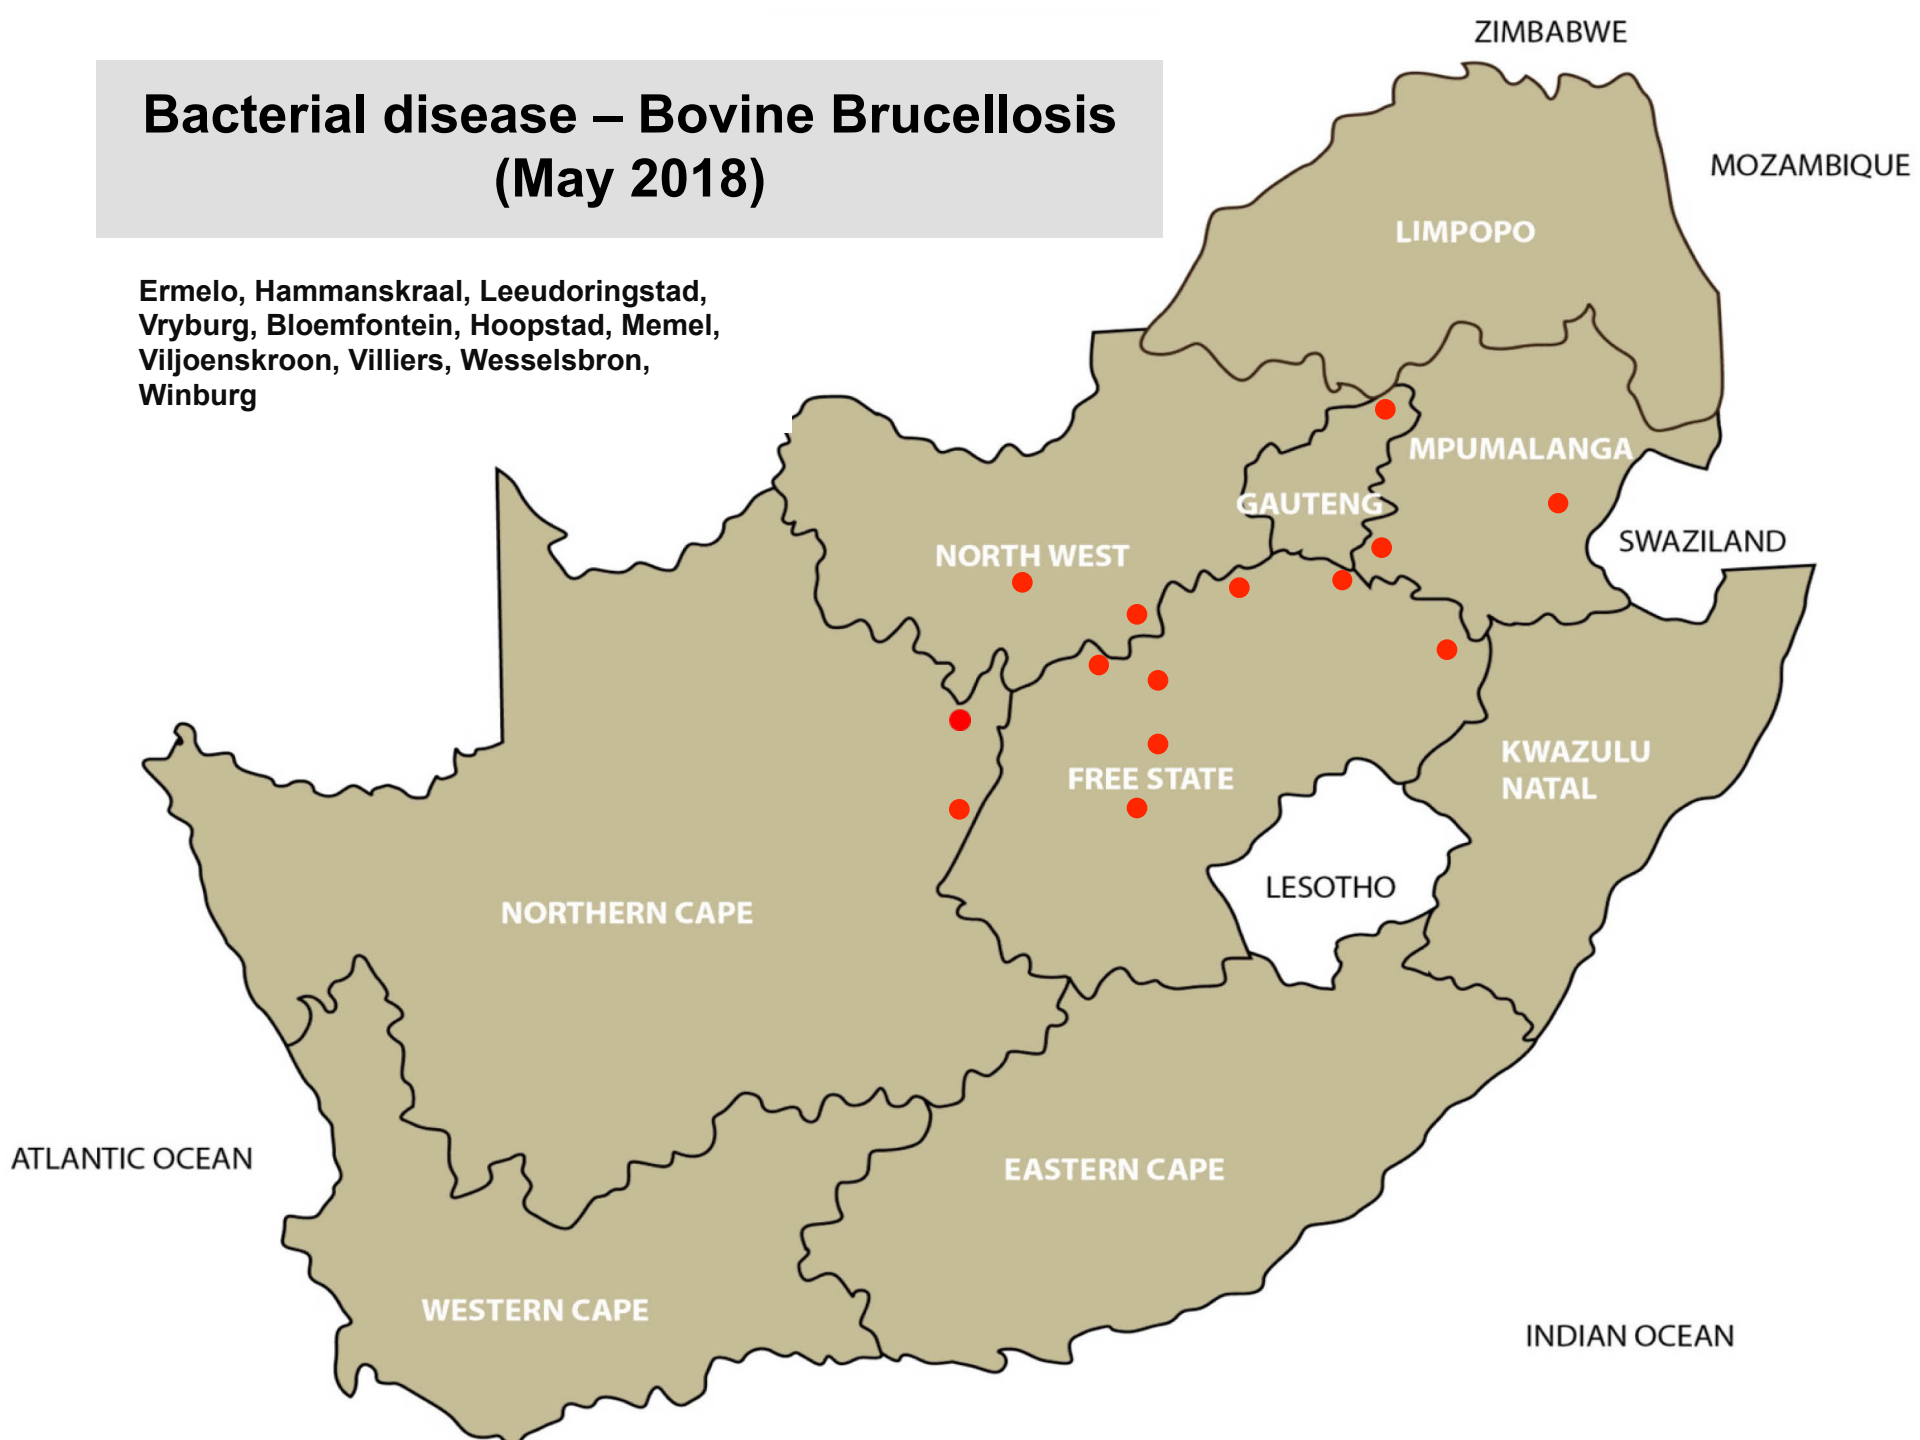 Bacterial disease – Bovine Brucellosis
(May 2018)
Ermelo, Hammanskraal, Leeudoringstad,
Vryburg, Bloemfontein, Hoopstad, Memel,
Viljoenskroon, Villiers, Wesselsbron,
Winburg
ZIMBABWE
MOZAMBIQUE
LIMPOPO
MPUMALANGA
GAUTENG
SWAZILAND
NORTH WEST
KWAZULU
NATAL
FREE STATE
LESOTHO
NORTHERN CAPE
ATLANTIC OCEAN
EASTERN CAPE
WESTERN CAPE
INDIAN OCEAN